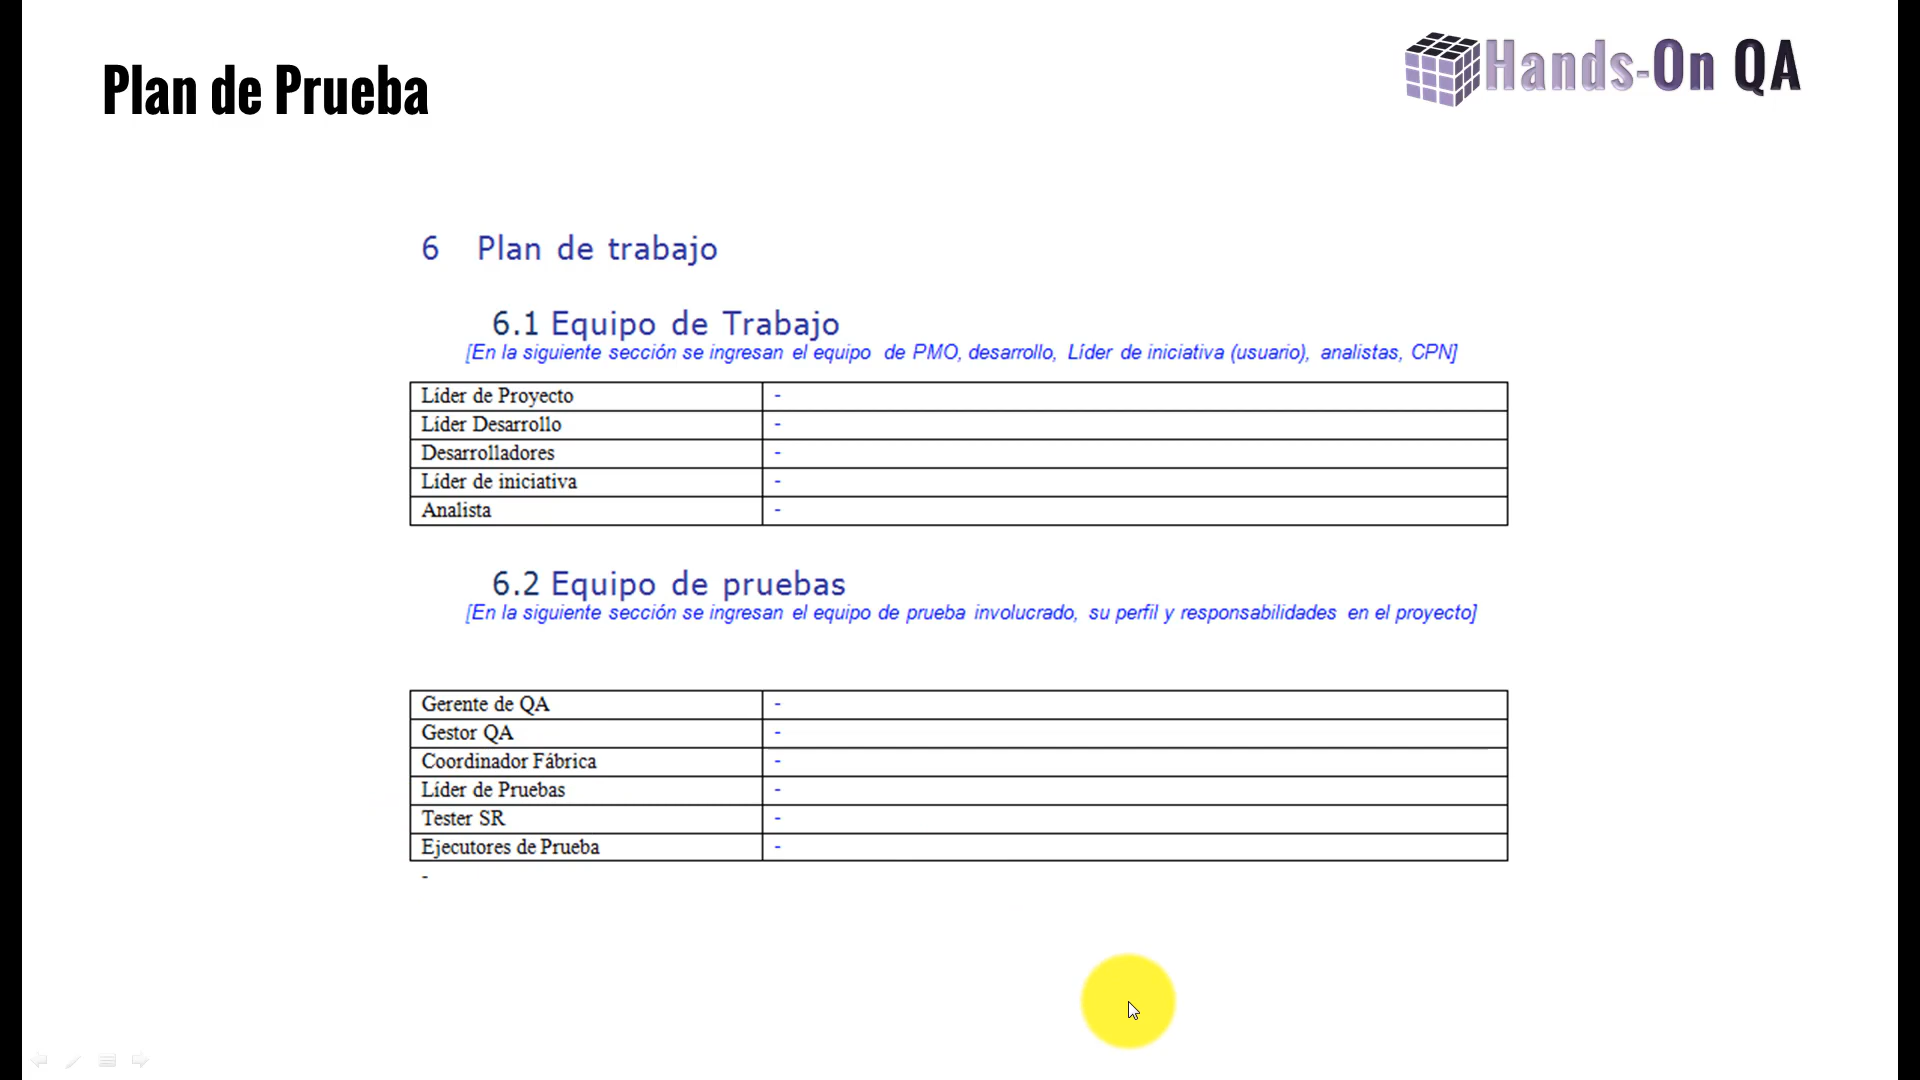 Plan de Prueba
Hands-On QA
6 Plan de trabajo
6.1 Equipo de Trabajo
[En la siguiente sección se ingresan el equipo de PMO, desarrollo, Líder de iniciativa (usuario), analistas, CPN]
Líder de Proyecto -
Líder Desarrollo -
Desarrolladores -
Líder de iniciativa -
Analista -
6.2 Equipo de pruebas
[En la siguiente sección se ingresan el equipo de prueba involucrado, su perfil y responsabilidades en el proyecto]
Gerente de QA -
Gestor QA -
Coordinador Fábrica -
Líder de Pruebas -
Tester SR -
Ejecutores de Prueba -
-